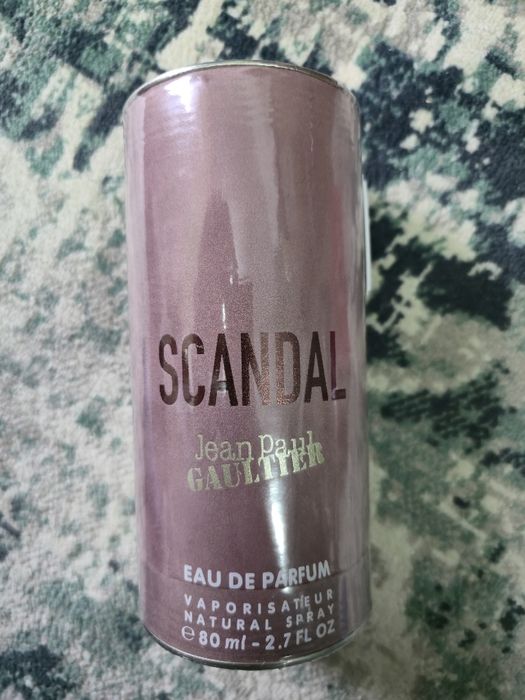 SCANDAL
Jean Paul
GAULTIER
EAU DE PARFUM
VAPORISATEUR
NATURAL SPRAY
℮ 80 ml - 2.7 FL OZ